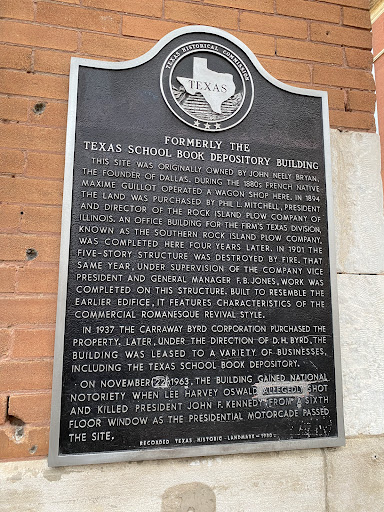 TEXAS HISTORICAL COMMISSION
TEXAS
FORMERLY THE
TEXAS SCHOOL BOOK DEPOSITORY BUILDING
THIS SITE WAS ORIGINALLY OWNED BY JOHN NEELY BRYAN,
THE FOUNDER OF DALLAS. DURING THE 1880s FRENCH NATIVE
MAXIME GUILLOT OPERATED A WAGON SHOP HERE. IN 1894
THE LAND WAS PURCHASED BY PHIL L. MITCHELL, PRESIDENT
AND DIRECTOR OF THE ROCK ISLAND PLOW COMPANY OF
ILLINOIS. AN OFFICE BUILDING FOR THE FIRM'S TEXAS DIVISION,
KNOWN AS THE SOUTHERN ROCK ISLAND PLOW COMPANY,
WAS COMPLETED HERE FOUR YEARS LATER. IN 1901 THE
FIVE-STORY STRUCTURE WAS DESTROYED BY FIRE. THAT
SAME YEAR, UNDER SUPERVISION OF THE COMPANY VICE
PRESIDENT AND GENERAL MANAGER F. B. JONES, WORK WAS
COMPLETED ON THIS STRUCTURE. BUILT TO RESEMBLE THE
EARLIER EDIFICE, IT FEATURES CHARACTERISTICS OF THE
COMMERCIAL ROMANESQUE REVIVAL STYLE.
IN 1937 THE CARRAWAY BYRD CORPORATION PURCHASED THE
PROPERTY. LATER, UNDER THE DIRECTION OF D. H. BYRD, THE
BUILDING WAS LEASED TO A VARIETY OF BUSINESSES,
INCLUDING THE TEXAS SCHOOL BOOK DEPOSITORY.
ON NOVEMBER 22, 1963, THE BUILDING GAINED NATIONAL
NOTORIETY WHEN LEE HARVEY OSWALD ALLEGEDLY SHOT
AND KILLED PRESIDENT JOHN F. KENNEDY FROM A SIXTH
FLOOR WINDOW AS THE PRESIDENTIAL MOTORCADE PASSED
THE SITE.
RECORDED TEXAS HISTORIC LANDMARK - 1980